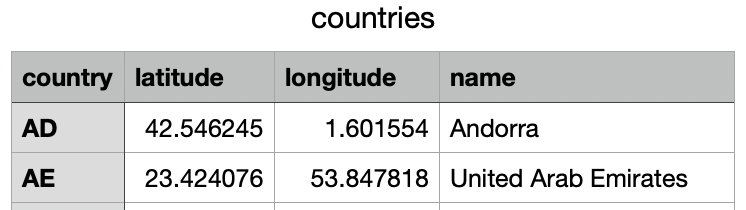 countries
country latitude longitude name
AD 42.546245 1.601554 Andorra
AE 23.424076 53.847818 United Arab Emirates